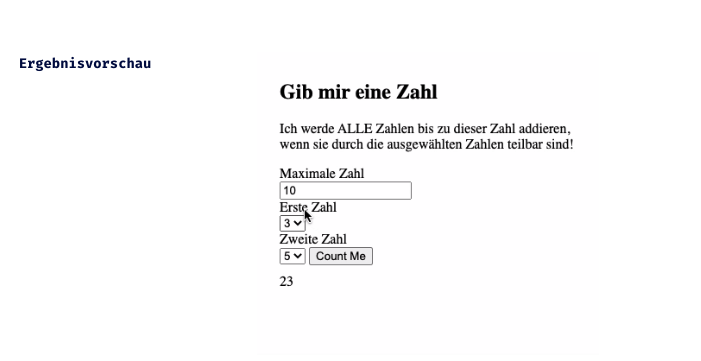 Ergebnisvorschau
Gib mir eine Zahl
Ich werde ALLE Zahlen bis zu dieser Zahl addieren,
wenn sie durch die ausgewählten Zahlen teilbar sind!
Maximale Zahl
10
Erste Zahl
3
Zweite Zahl
5 Count Me
23